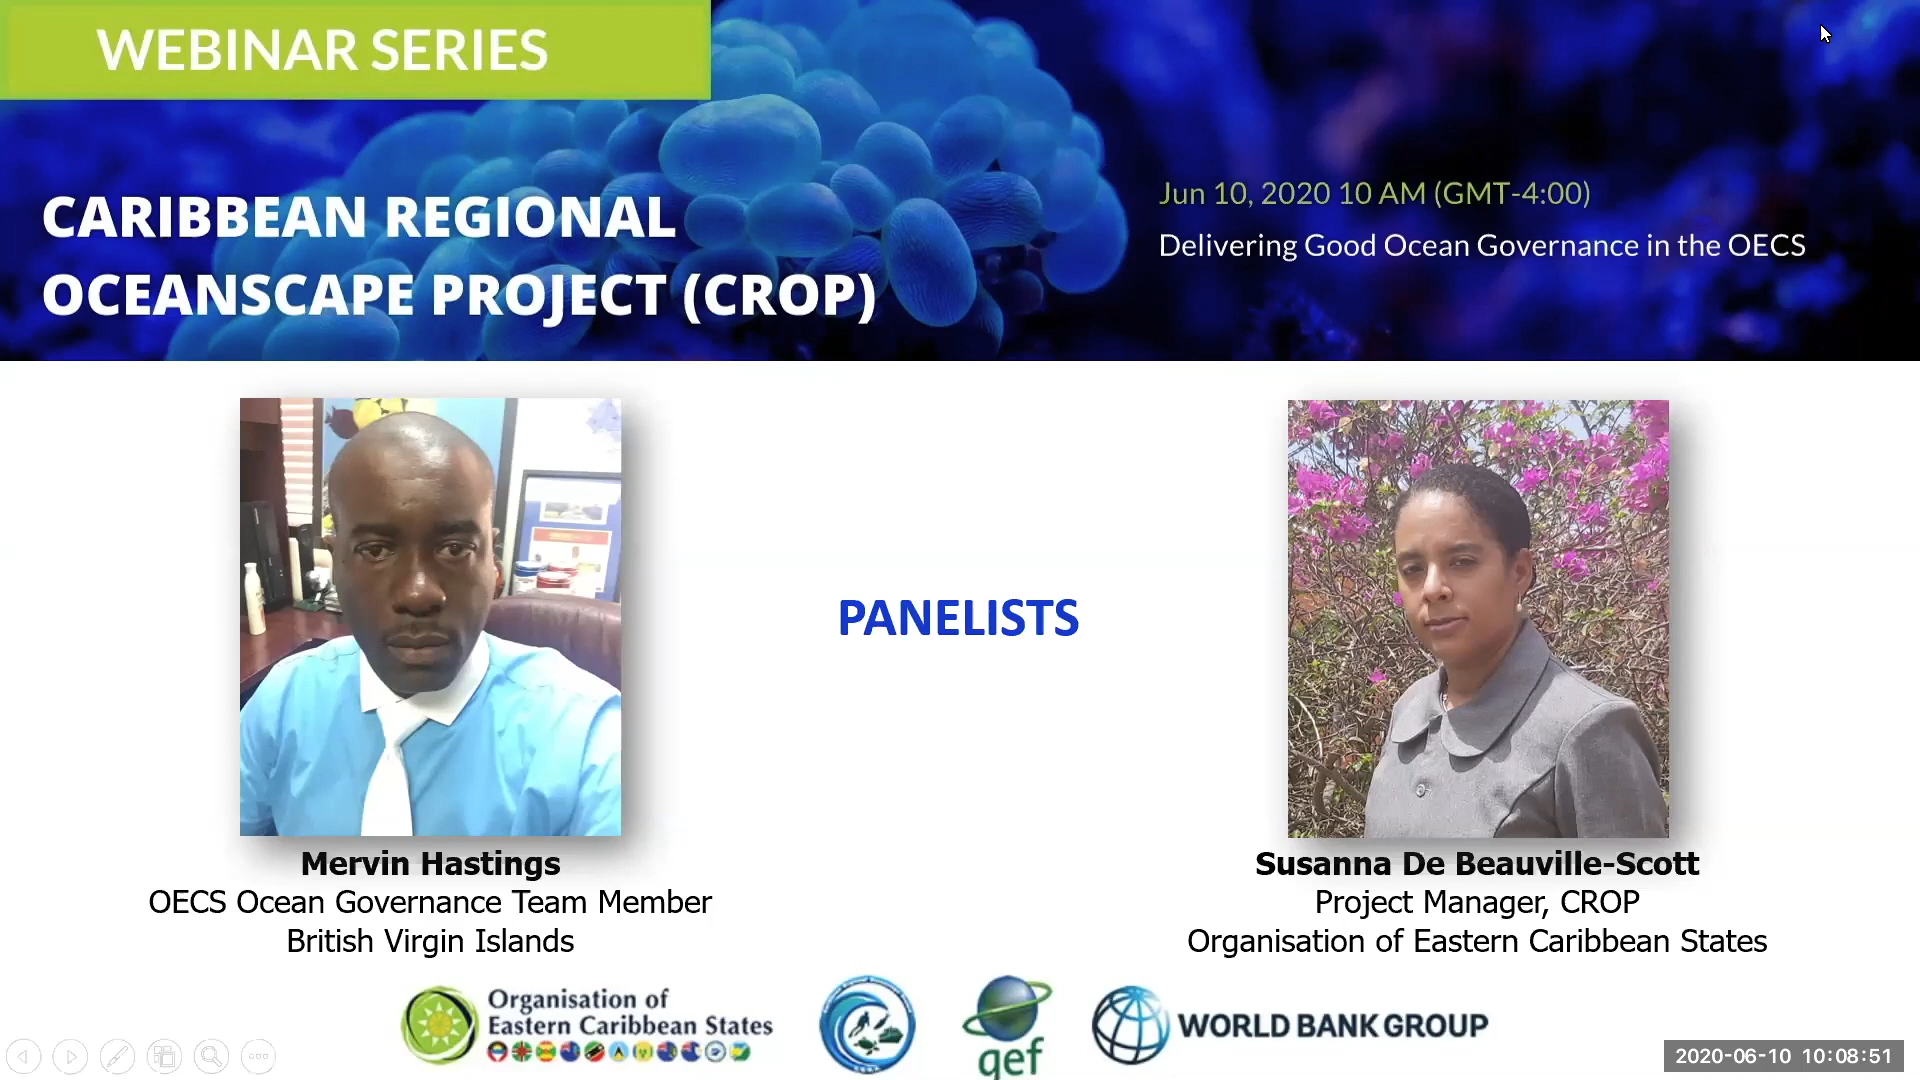 WEBINAR SERIES
CARIBBEAN REGIONAL
OCEANSCAPE PROJECT (CROP)
Jun 10, 2020 10 AM (GMT-4:00)
Delivering Good Ocean Governance in the OECS
PANELISTS
Mervin Hastings
OECS Ocean Governance Team Member
British Virgin Islands
Susanna De Beauville-Scott
Project Manager, CROP
Organisation of Eastern Caribbean States
Organisation of
Eastern Caribbean States
gef
WORLD BANK GROUP
2020-06-10 10:08:51